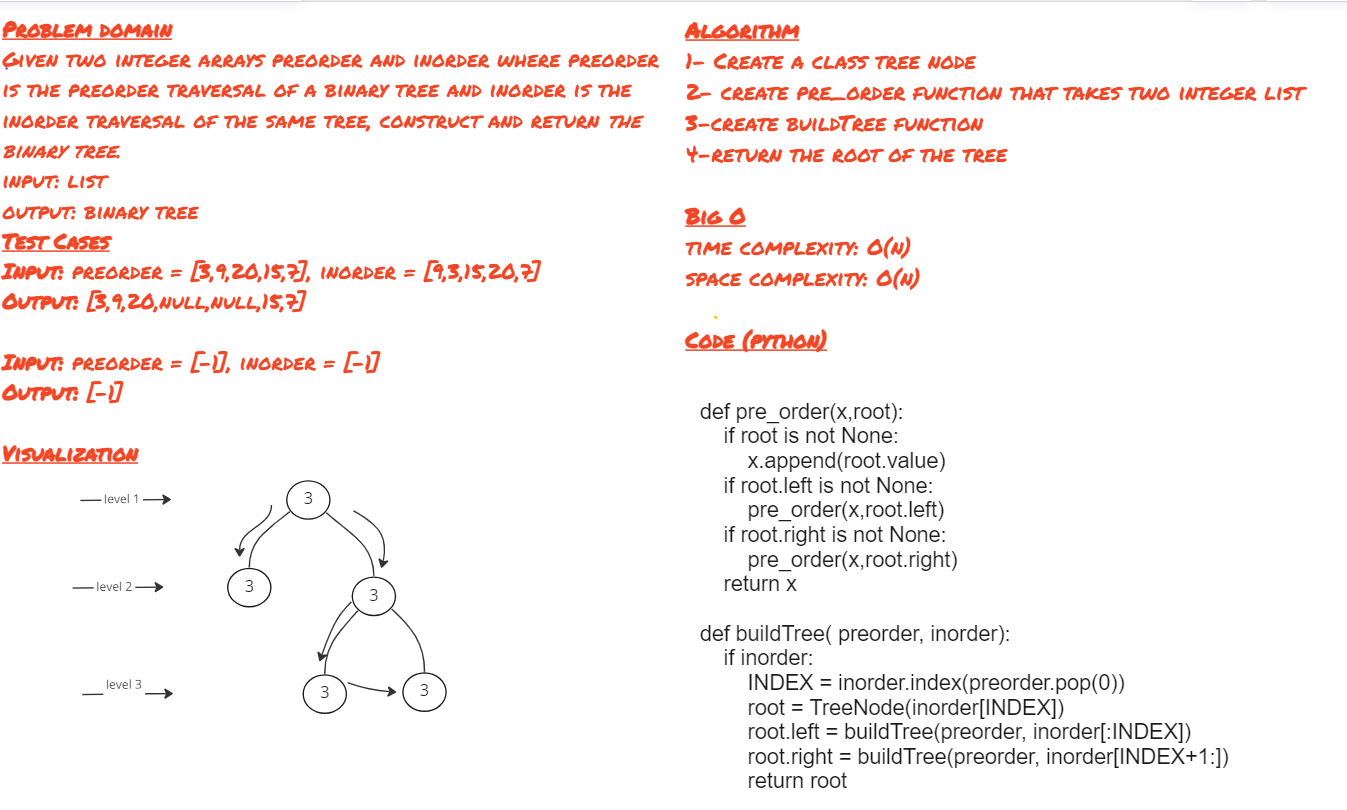 Problem domain
Given two integer arrays preorder and inorder where preorder
is the preorder traversal of a binary tree and inorder is the
inorder traversal of the same tree, construct and return the
binary tree.
input: list
output: binary tree
Test Cases
Input: preorder = [3,9,20,15,7], inorder = [9,3,15,20,7]
Output: [3,9,20,null,null,15,7]
Input: preorder = [-1], inorder = [-1]
Output: [-1]
Visualization
level 1
3
level 2
3
3
level 3
3
3
Algorithm
1- Create a class tree node
2- create pre_order function that takes two integer list
3-create buildTree function
4-return the root of the tree
Big O
time complexity: O(n)
space complexity: O(n)
Code (python)
def pre_order(x,root):
if root is not None:
x.append(root.value)
if root.left is not None:
pre_order(x,root.left)
if root.right is not None:
pre_order(x,root.right)
return x
def buildTree( preorder, inorder):
if inorder:
INDEX = inorder.index(preorder.pop(0))
root = TreeNode(inorder[INDEX])
root.left = buildTree(preorder, inorder[:INDEX])
root.right = buildTree(preorder, inorder[INDEX+1:])
return root